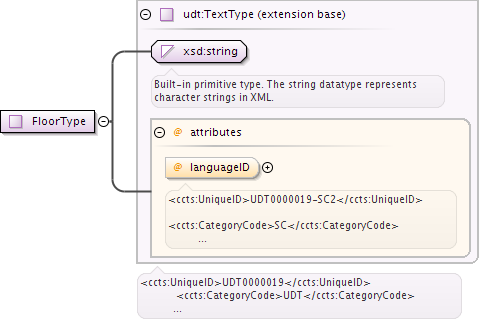 udt:TextType (extension base)
xsd:string
Built-in primitive type. The string datatype represents
character strings in XML.
FloorType
@ attributes
@ languageID
<ccts:UniqueID>UDT0000019-SC2</ccts:UniqueID>
<ccts:CategoryCode>SC</ccts:CategoryCode>
...
<ccts:UniqueID>UDT0000019</ccts:UniqueID>
<ccts:CategoryCode>UDT</ccts:CategoryCode>
...